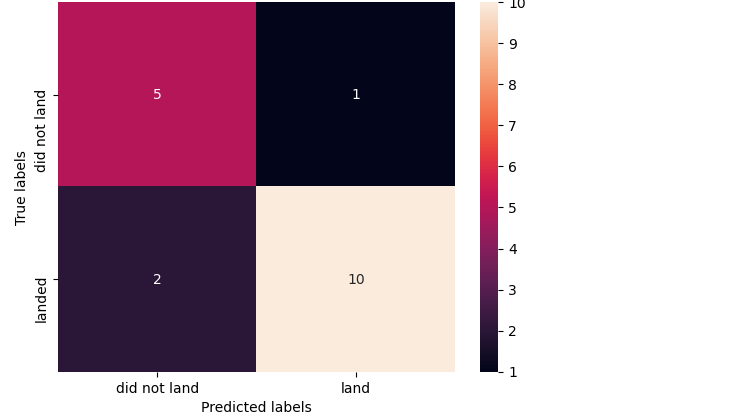 10
9
8
7
6
5
4
3
2
1
5 1
2 10
True labels
did not land
landed
did not land land
Predicted labels